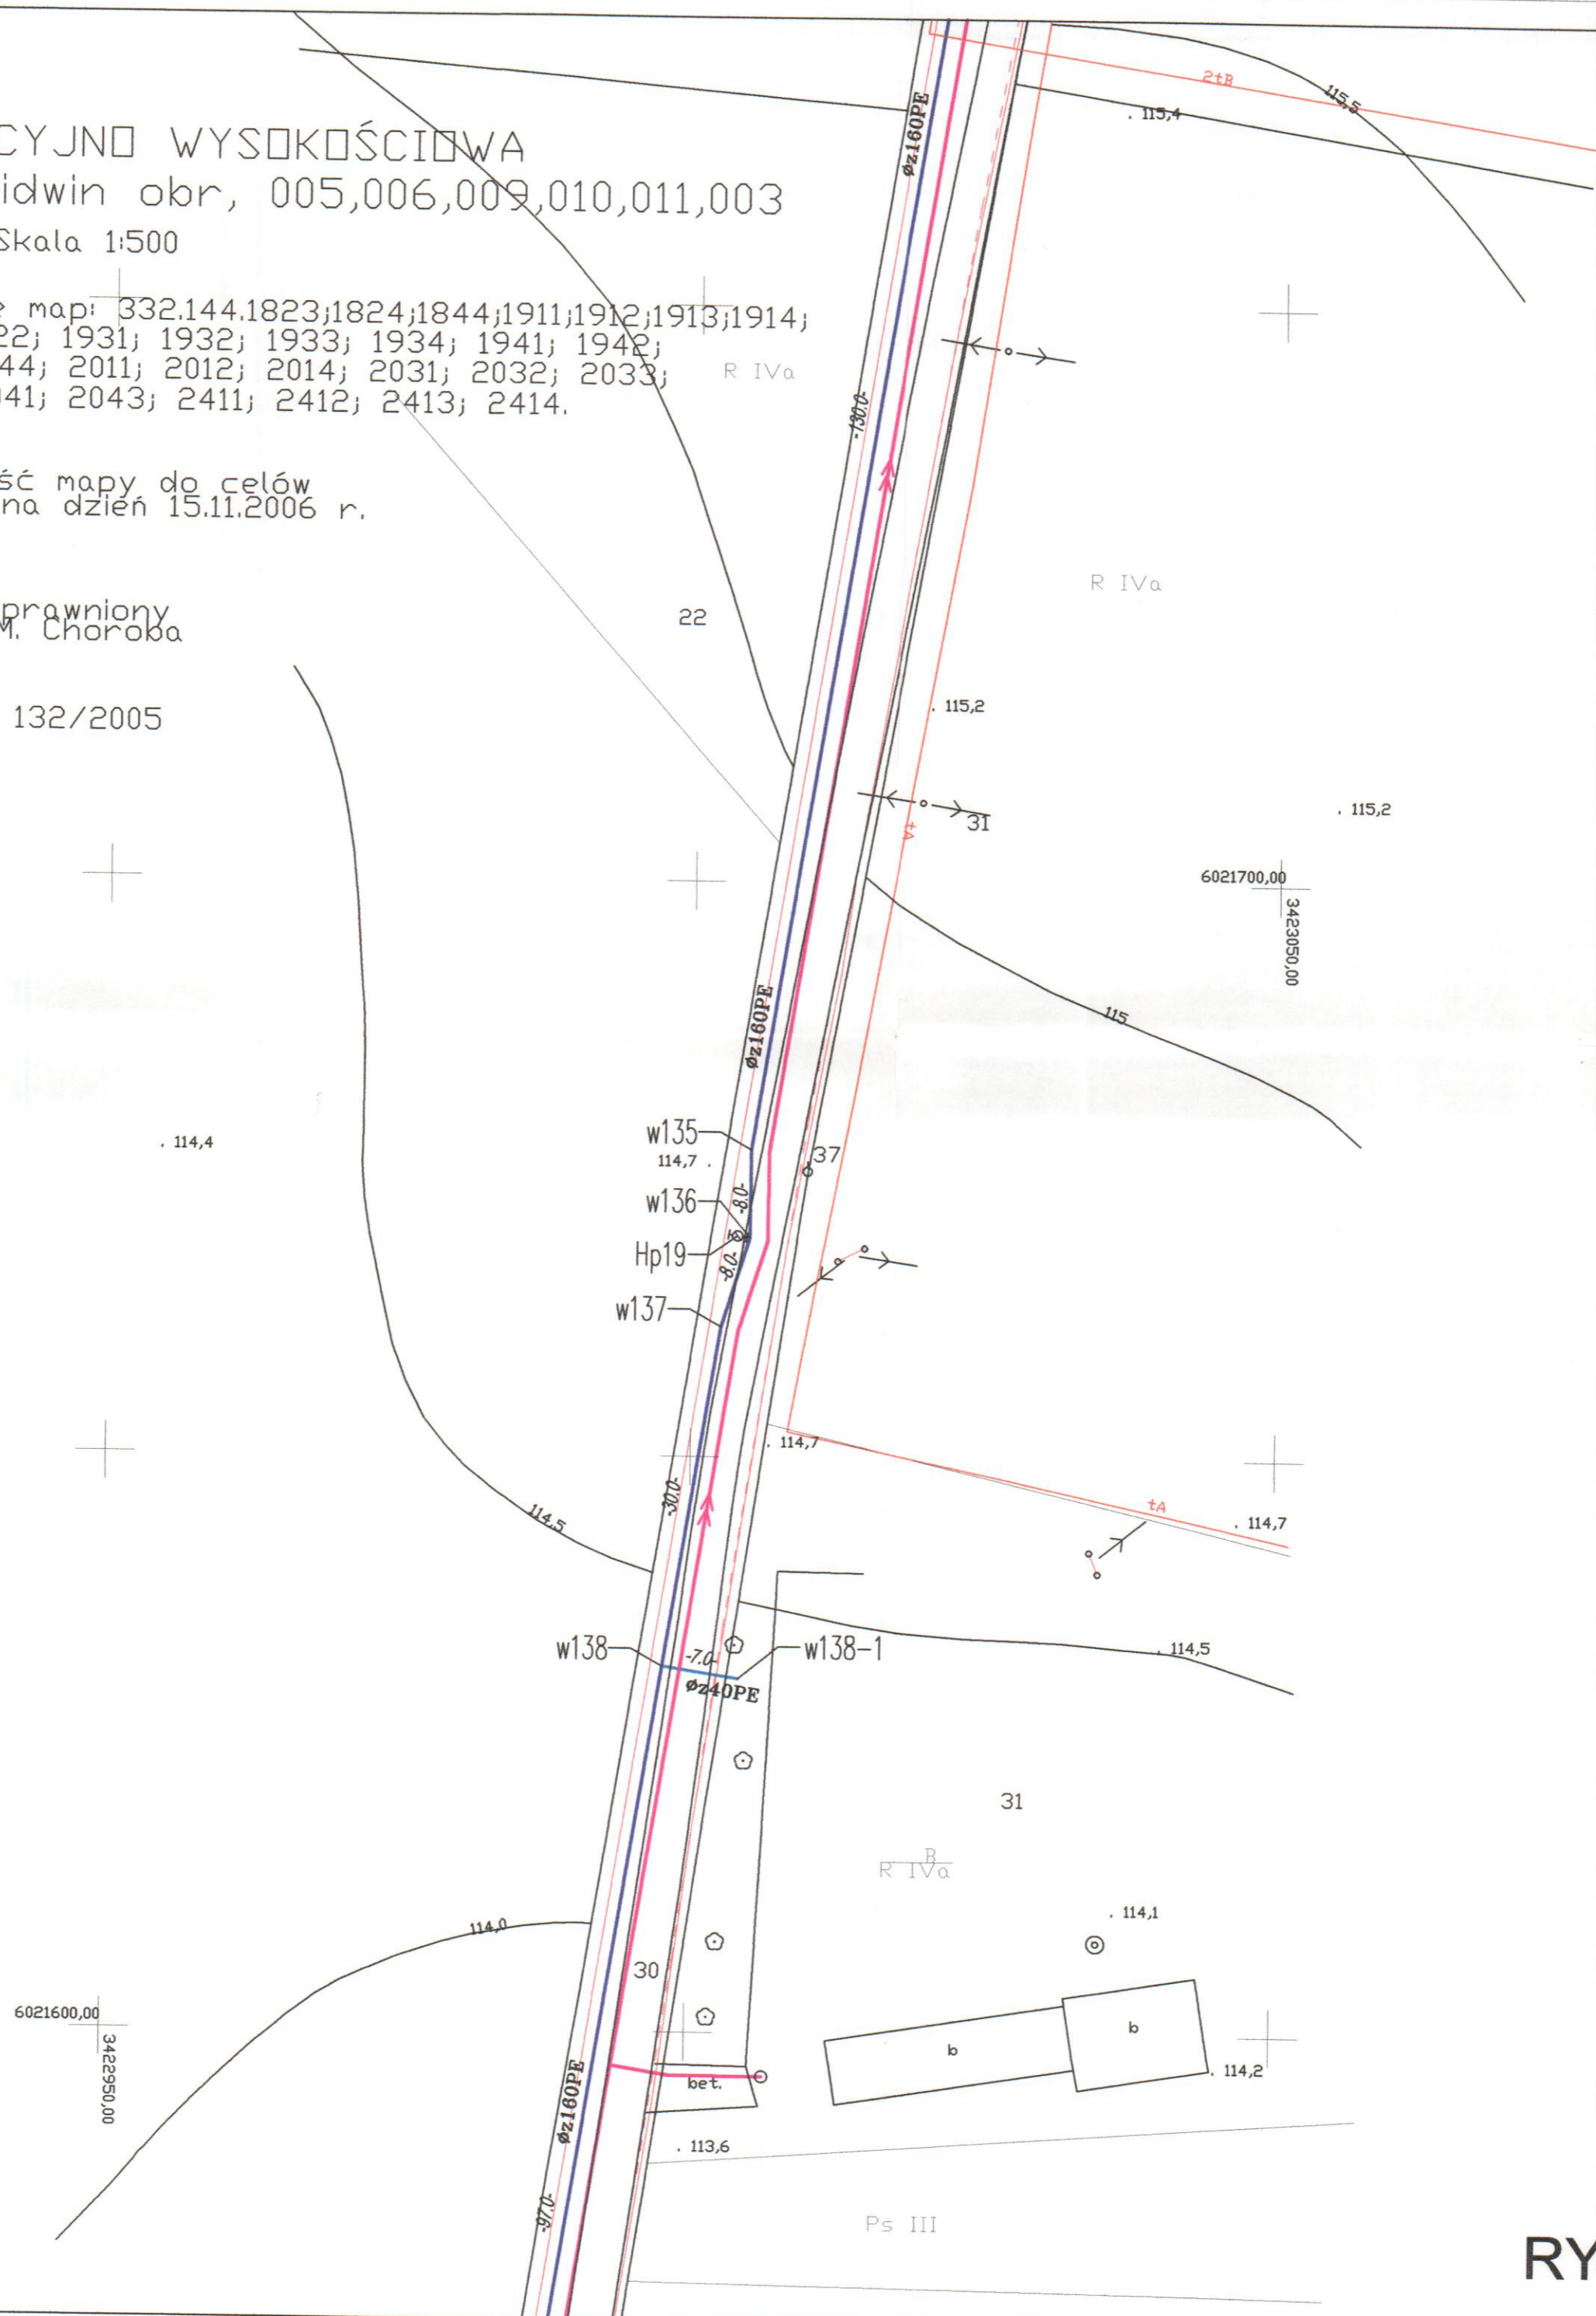 CYJNO WYSOKOŚCIOWA
idwin obr, 005,006,009,010,011,003
Skala 1:500
map: 332.144.1823;1824;1844;1911;1912;1913;1914;
22; 1931; 1932; 1933; 1934; 1941; 1942;
44; 2011; 2012; 2014; 2031; 2032; 2033;
41; 2043; 2411; 2412; 2413; 2414.
ść mapy do celów
na dzień 15.11.2006 r.
prawniony
M. Choroba
132/2005
øz160PE
2tB
115,5
115,4
R IVa
-130.0-
R IVa
22
115,2
31
tA
115,2
6021700,00
3423050,00
115
øz160PE
w135
114,7
37
114,4
w136
-8.0-
Hp19
-8.0-
w137
114,7
-30.0-
tA
114,7
114,5
w138
-7.0-
w138-1
114,5
øz40PE
31
B
R IVa
114,1
114,0
30
6021600,00
3422950,00
b
b
114,2
bet.
øz160PE
113,6
-97.0-
Ps III
RY